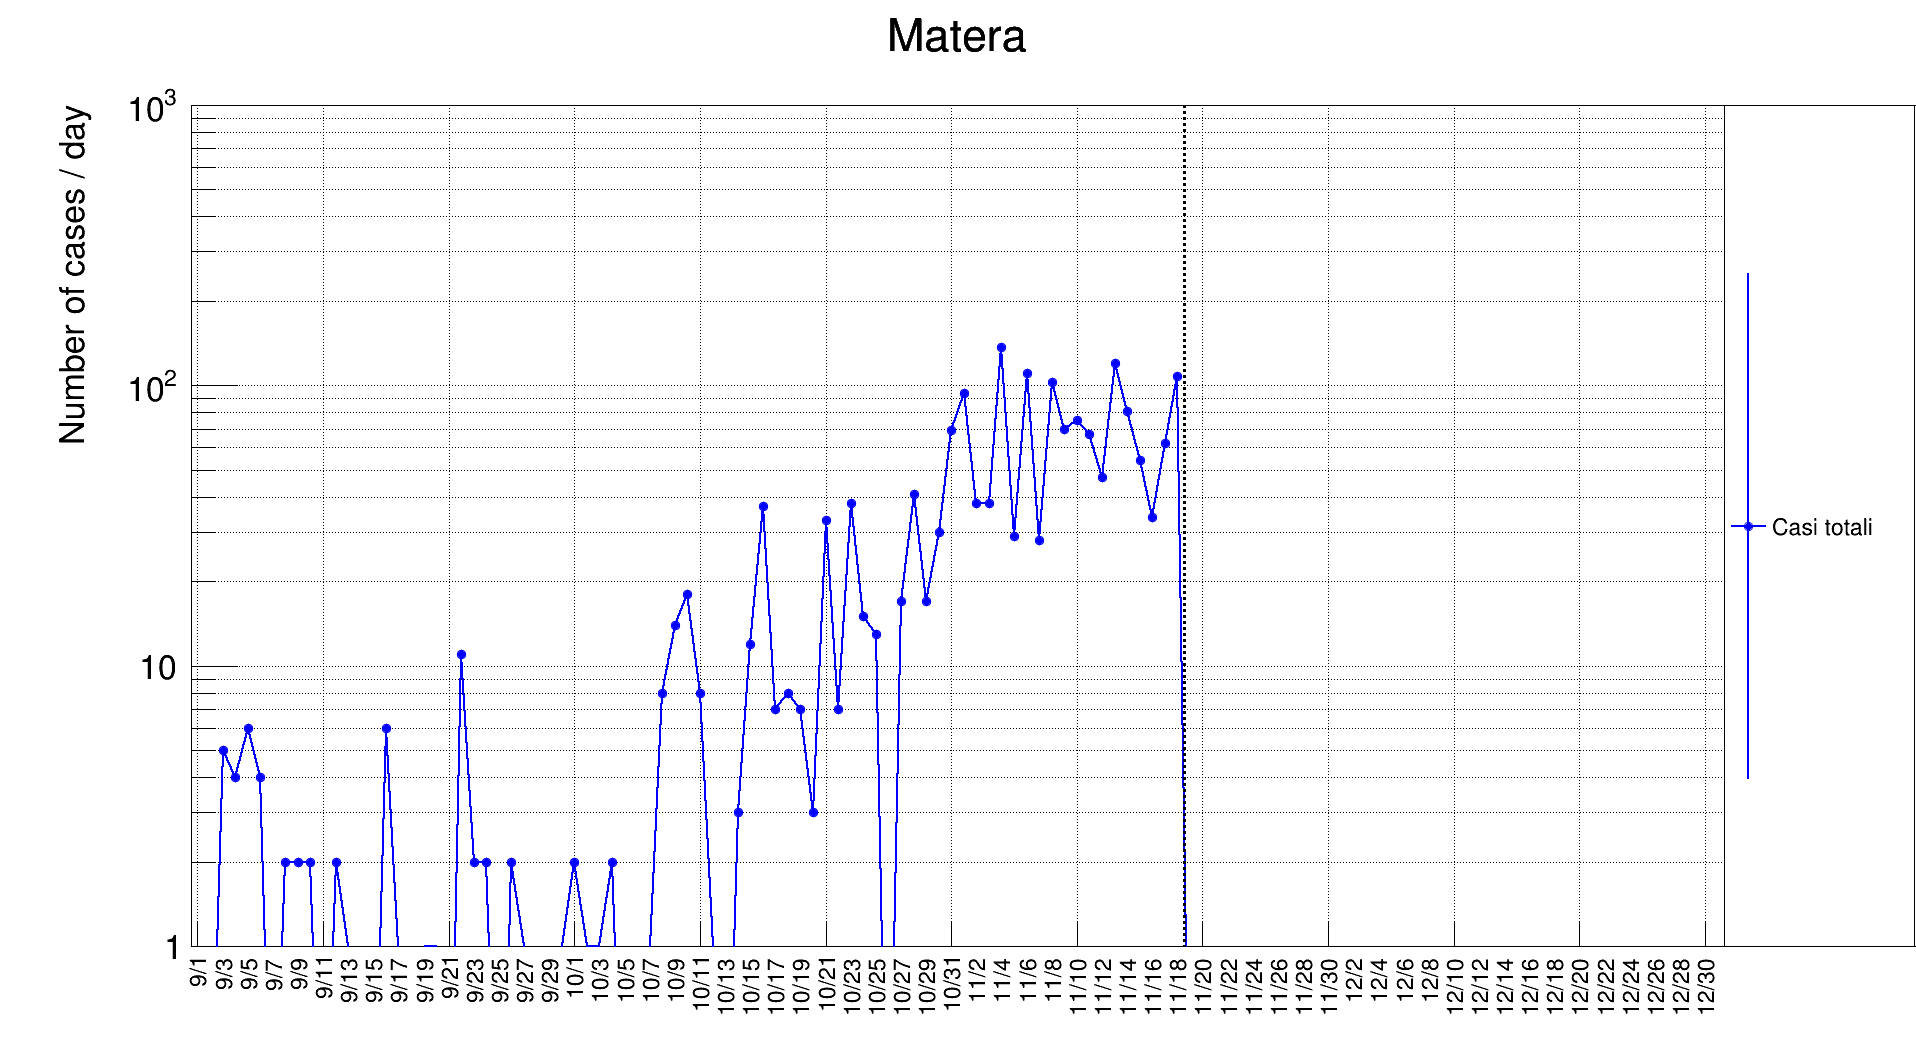 Matera
Number of cases / day
10³
10²
10
1
Casi totali
9/1 9/3 9/5 9/7 9/9 9/11 9/13 9/15 9/17 9/19 9/21 9/23 9/25 9/27 9/29 10/1 10/3 10/5 10/7 10/9 10/11 10/13 10/15 10/17 10/19 10/21 10/23 10/25 10/27 10/29 10/31 11/2 11/4 11/6 11/8 11/10 11/12 11/14 11/16 11/18 11/20 11/22 11/24 11/26 11/28 11/30 12/2 12/4 12/6 12/8 12/10 12/12 12/14 12/16 12/18 12/20 12/22 12/24 12/26 12/28 12/30